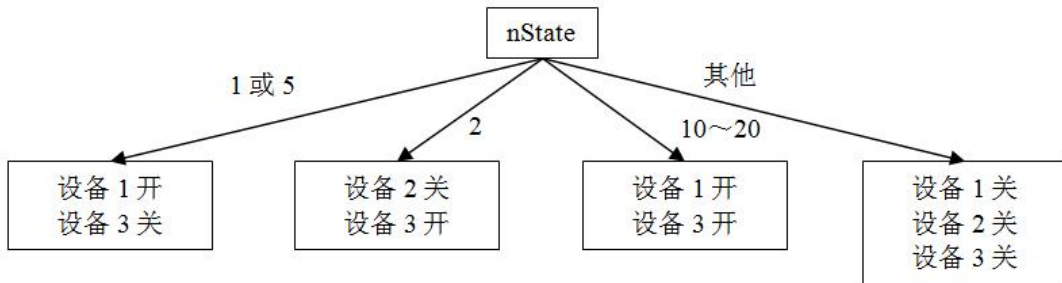 nState
1 或 5
2
10～20
其他
设备 1 开
设备 3 关
设备 2 关
设备 3 开
设备 1 开
设备 3 开
设备 1 关
设备 2 关
设备 3 关